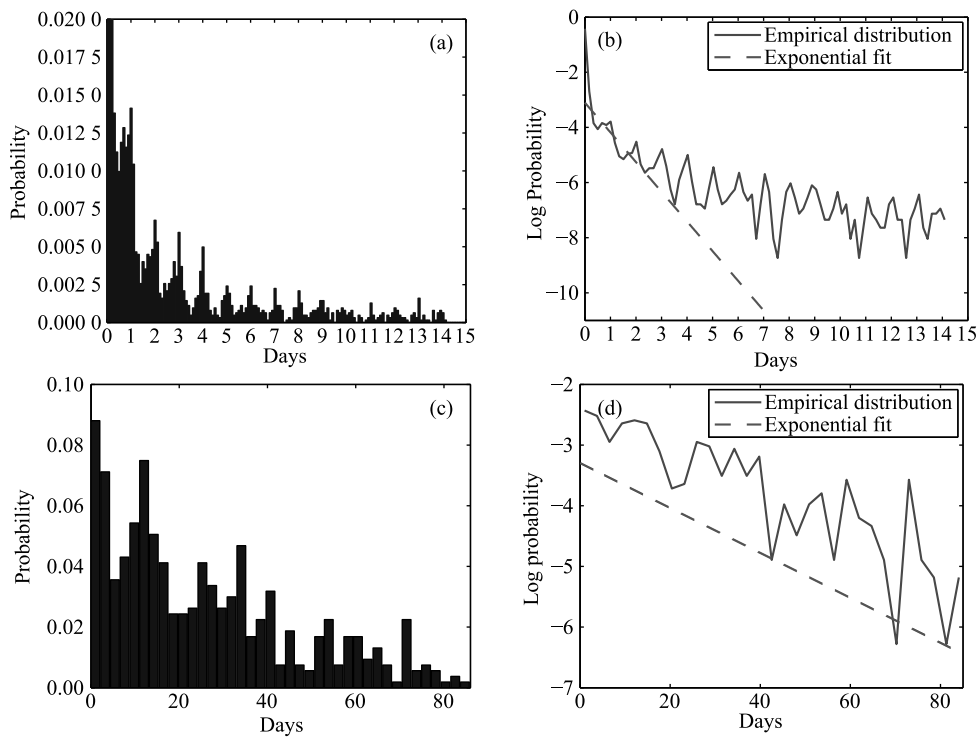 (a)
Probability
0.020 0
0.017 5
0.015 0
0.012 5
0.010 0
0.007 5
0.005 0
0.002 5
0.000 0
0 1 2 3 4 5 6 7 8 9 10 11 12 13 14 15
Days
(b)
Empirical distribution
Exponential fit
Log Probability
0
−2
−4
−6
−8
−10
0 1 2 3 4 5 6 7 8 9 10 11 12 13 14 15
Days
(c)
Probability
0.10
0.08
0.06
0.04
0.02
0.00
0 20 40 60 80
Days
(d)
Empirical distribution
Exponential fit
Log probability
−2
−3
−4
−5
−6
−7
0 20 40 60 80
Days